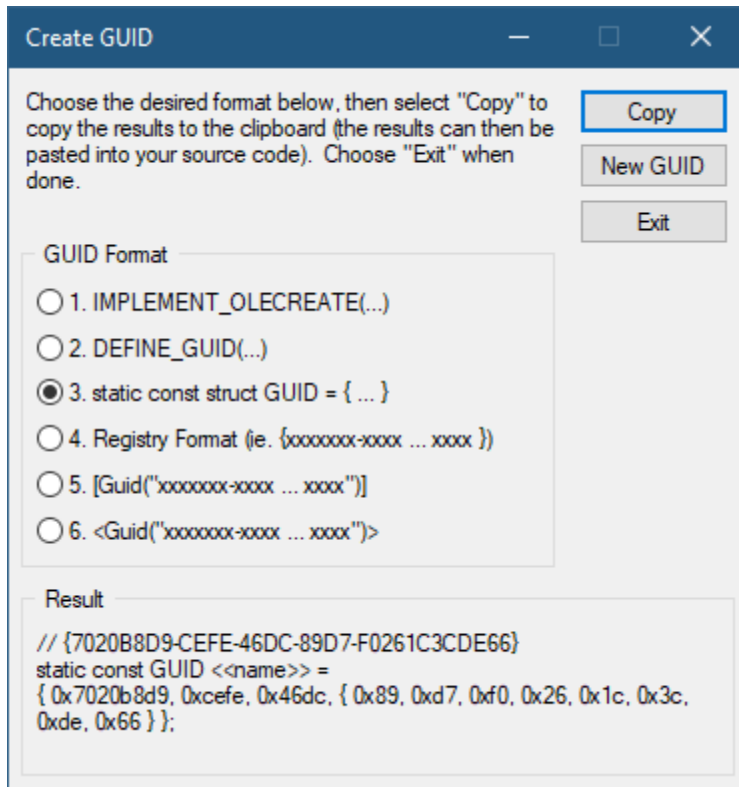 Create GUID
Choose the desired format below, then select "Copy" to
copy the results to the clipboard (the results can then be
pasted into your source code).  Choose "Exit" when
done.
Copy
New GUID
Exit
GUID Format
1. IMPLEMENT_OLECREATE(...)
2. DEFINE_GUID(...)
3. static const struct GUID = { ... }
4. Registry Format (ie. {xxxxxxx-xxxx ... xxxx })
5. [Guid("xxxxxxx-xxxx ... xxxx")]
6. <Guid("xxxxxxx-xxxx ... xxxx")>
Result
// {7020B8D9-CEFE-46DC-89D7-F0261C3CDE66}
static const GUID <<name>> =
{ 0x7020b8d9, 0xcefe, 0x46dc, { 0x89, 0xd7, 0xf0, 0x26, 0x1c, 0x3c,
0xde, 0x66 } };